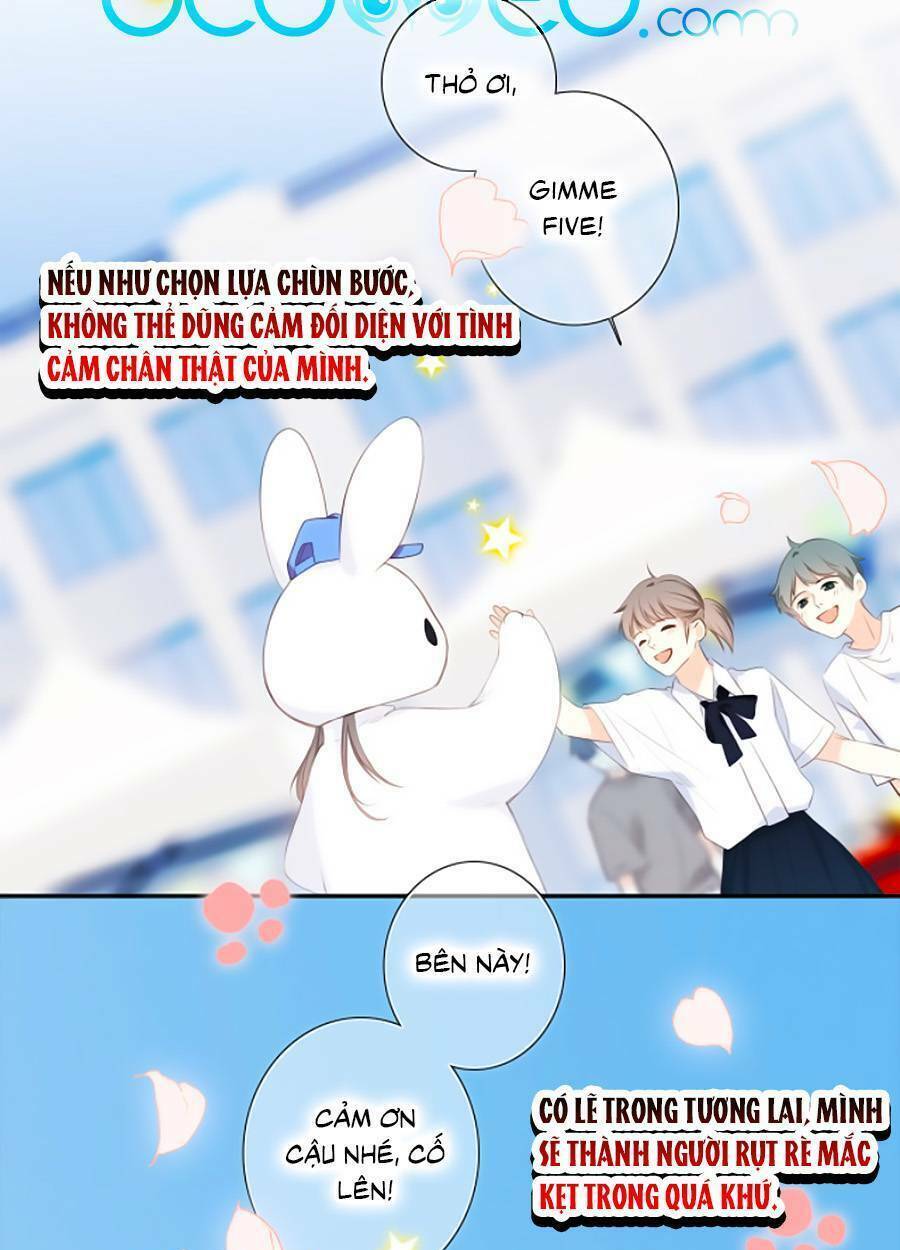 THỎ ƠI,
GIMME
FIVE!
NẾU NHƯ CHỌN LỰA CHÙN BƯỚC,
KHÔNG THỂ DŨNG CẢM ĐỐI DIỆN VỚI TÌNH
CẢM CHÂN THẬT CỦA MÌNH.
BÊN NÀY!
CẢM ƠN
CẬU NHÉ, CỐ
LÊN!
CÓ LẼ TRONG TƯƠNG LAI, MÌNH
SẼ THÀNH NGƯỜI RỤT RÈ MẮC
KẸT TRONG QUÁ KHỨ.